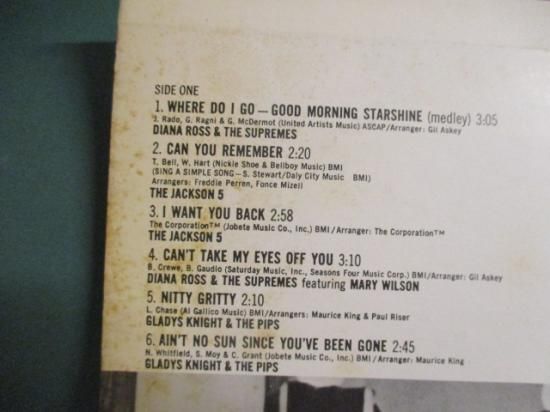 SIDE ONE
1. WHERE DO I GO – GOOD MORNING STARSHINE (medley) 3:05
J. Rado, G. Ragni & G. McDermot (United Artists Music) ASCAP/Arranger: Gil Askey
DIANA ROSS & THE SUPREMES
2. CAN YOU REMEMBER 2:20
T. Bell, W. Hart (Nickie Shoe & Bellboy Music) BMI
(SING A SIMPLE SONG—S. Stewart/Daly City Music BMI)
Arrangers: Freddie Perren, Fonce Mizell
THE JACKSON 5
3. I WANT YOU BACK 2:58
The Corporation™ (Jobete Music Co., Inc.) BMI/Arranger: The Corporation™
THE JACKSON 5
4. CAN'T TAKE MY EYES OFF YOU 3:10
B. Crewe, B. Gaudio (Saturday Music, Inc., Seasons Four Music Corp.) BMI/Arranger: Gil Askey
DIANA ROSS & THE SUPREMES featuring MARY WILSON
5. NITTY GRITTY 2:10
L. Chase (Al Gallico Music) BMI/Arrangers: Maurice King & Paul Riser
GLADYS KNIGHT & THE PIPS
6. AIN'T NO SUN SINCE YOU'VE BEEN GONE 2:45
N. Whitfield, S. Moy & C. Grant (Jobete Music Co., Inc.) BMI/Arranger: Maurice King
GLADYS KNIGHT & THE PIPS